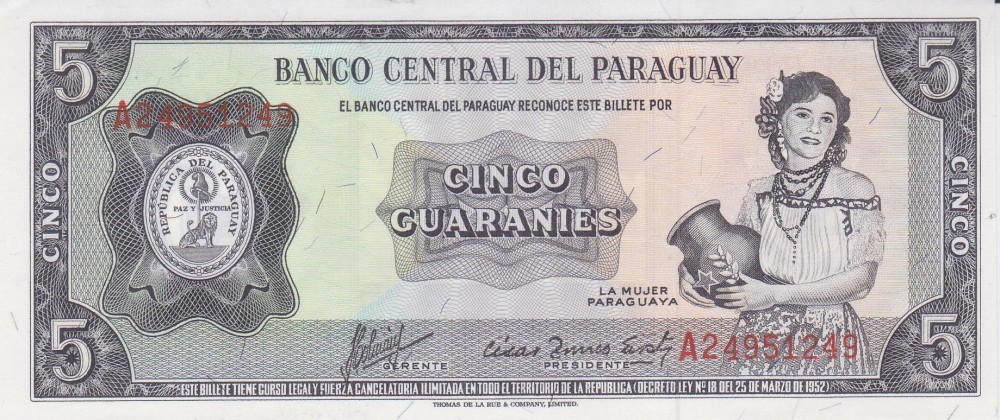 5
5
BANCO CENTRAL DEL PARAGUAY
EL BANCO CENTRAL DEL PARAGUAY RECONOCE ESTE BILLETE POR
A24951249
CINCO
REPÚBLICA DEL PARAGUAY
PAZ Y JUSTICIA
CINCO
GUARANIES
CINCO
LA MUJER
PARAGUAYA
5
GERENTE
PRESIDENTE
A24951249
5
ESTE BILLETE TIENE CURSO LEGAL Y FUERZA CANCELATORIA ILIMITADA EN TODO EL TERRITORIO DE LA REPUBLICA (DECRETO LEY Nº 18 DEL 25 DE MARZO DE 1952)
THOMAS DE LA RUE & COMPANY, LIMITED.